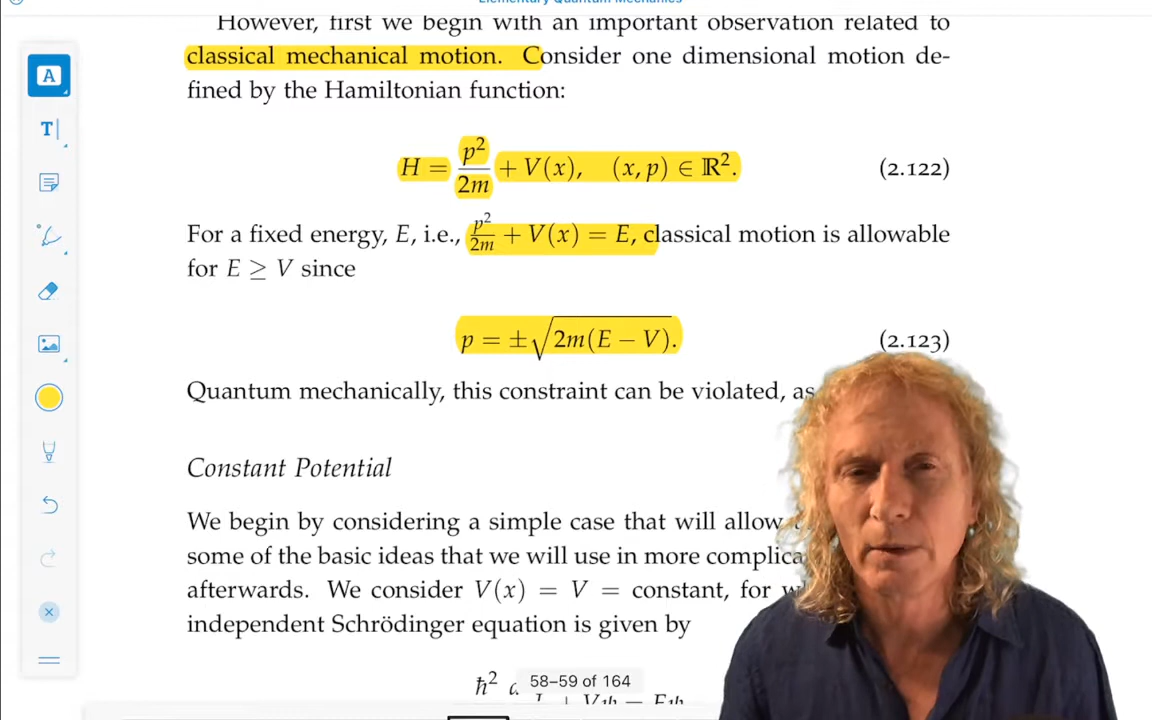 Elementary Quantum Mechanics
However, first we begin with an important observation related to
classical mechanical motion. Consider one dimensional motion de-
fined by the Hamiltonian function:
H = p²/2m + V(x), (x, p) ∈ ℝ². (2.122)
For a fixed energy, E, i.e., p²/2m + V(x) = E, classical motion is allowable
for E ≥ V since
p = ±√2m(E − V). (2.123)
Quantum mechanically, this constraint can be violated, as
Constant Potential
We begin by considering a simple case that will allow
some of the basic ideas that we will use in more
afterwards. We consider V(x) = V = constant, for
independent Schrödinger equation is given by
ħ²
58–59 of 164
A
T